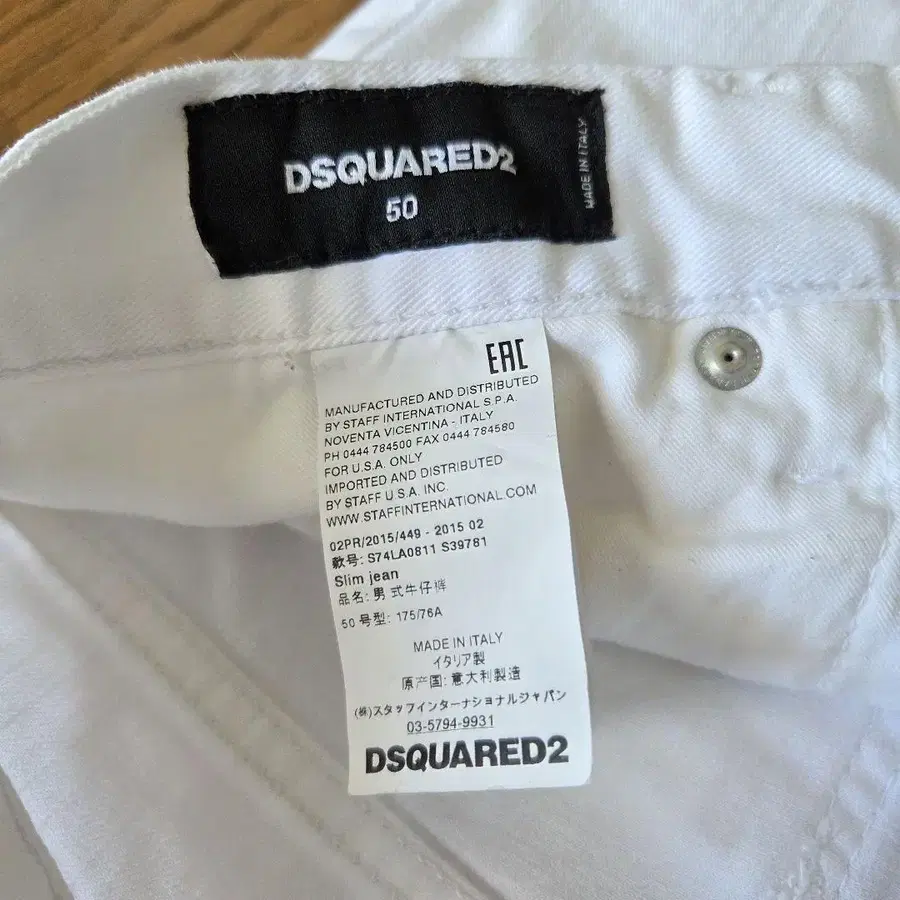 DSQUARED2
50
MADE IN ITALY
EAC
MANUFACTURED AND DISTRIBUTED
BY STAFF INTERNATIONAL S.P.A.
NOVENTA VICENTINA - ITALY
PH 0444 784500 FAX 0444 784580
FOR U.S.A. ONLY
IMPORTED AND DISTRIBUTED
BY STAFF U.S.A. INC.
WWW.STAFFINTERNATIONAL.COM
02PR/2015/449 - 2015 02
款号: S74LA0811 S39781
Slim jean
品名: 男式牛仔裤
50 号型: 175/76A
MADE IN ITALY
イタリア製
原产国: 意大利製造
(株)スタッフインターナショナルジャパン
03-5794-9931
DSQUARED2